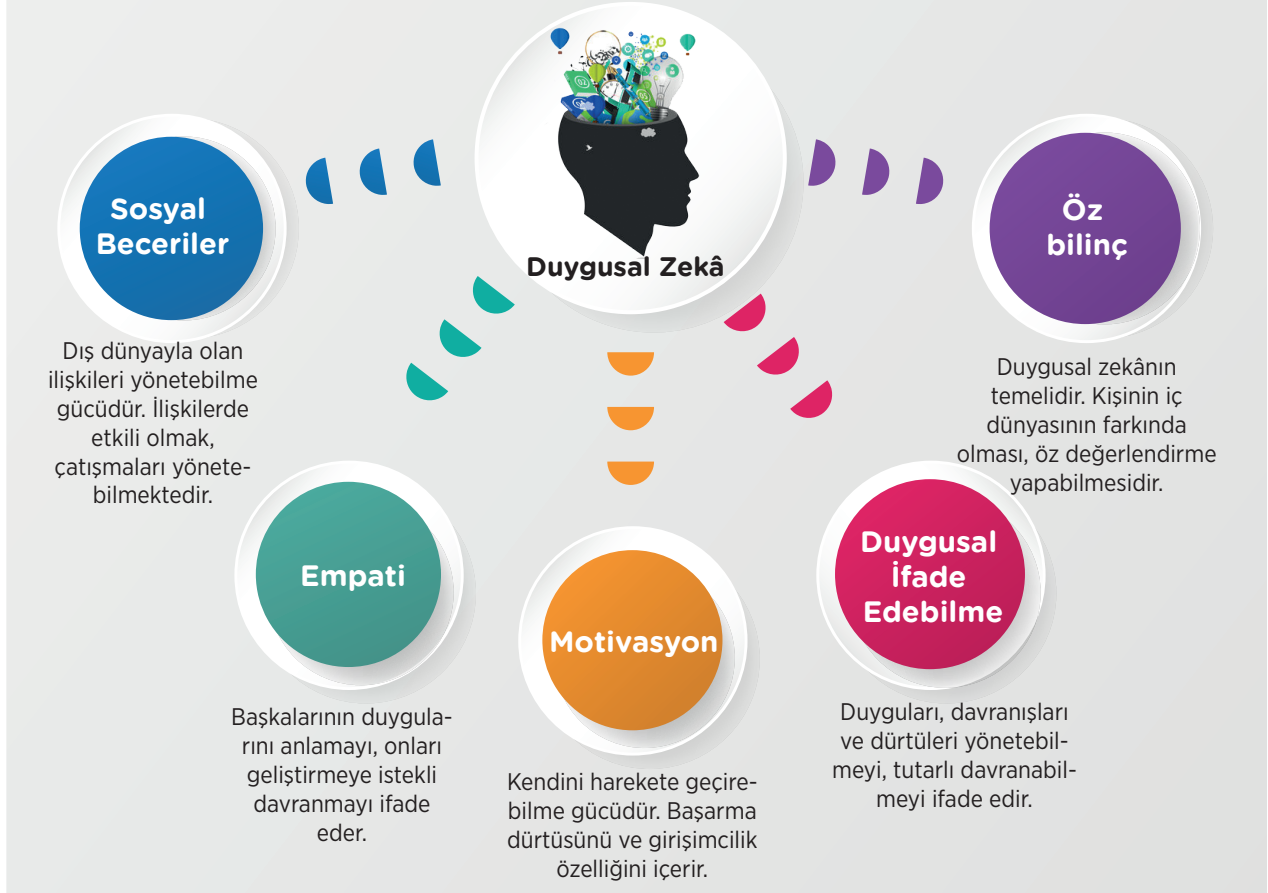 Duygusal Zekâ
Sosyal
Beceriler
Dış dünyayla olan
ilişkileri yönetebilme
gücüdür. İlişkilerde
etkili olmak,
çatışmaları yönete-
bilmektedir.
Empati
Başkalarının duygula-
rını anlamayı, onları
geliştirmeye istekli
davranmayı ifade
eder.
Motivasyon
Kendini harekete geçire-
bilme gücüdür. Başarma
dürtüsünü ve girişimcilik
özelliğini içerir.
Duygusal
İfade
Edebilme
Duyguları, davranışları
ve dürtüleri yönetebil-
meyi, tutarlı davranabil-
meyi ifade edir.
Öz
bilinç
Duygusal zekânın
temelidir. Kişinin iç
dünyasının farkında
olması, öz değerlendirme
yapabilmesidir.